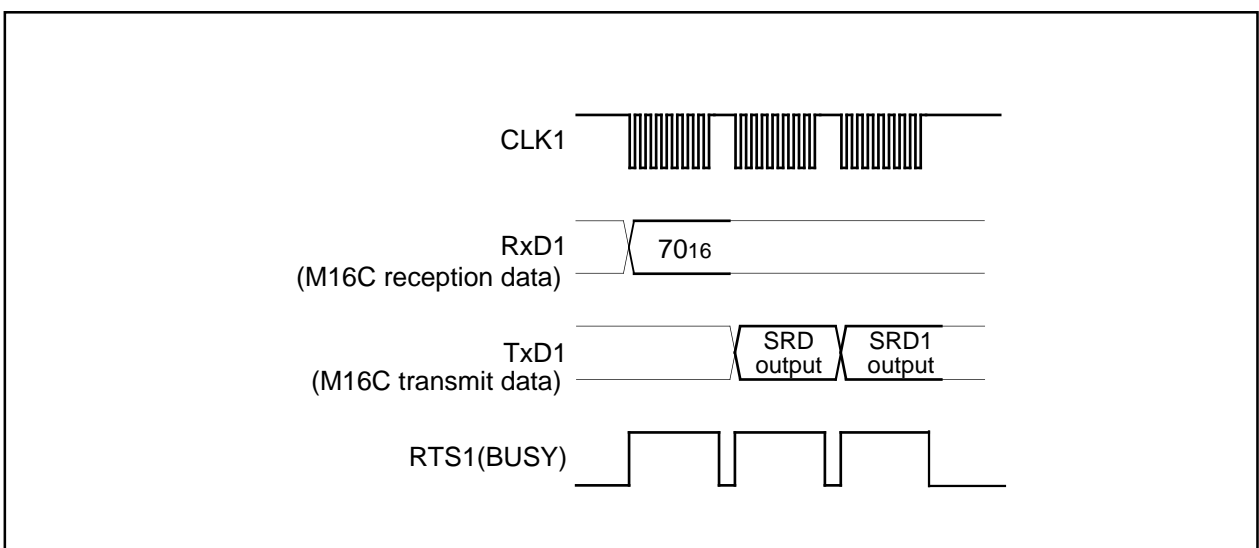 CLK1
RxD1
(M16C reception data)
7016
TxD1
(M16C transmit data)
SRD
output
SRD1
output
RTS1(BUSY)